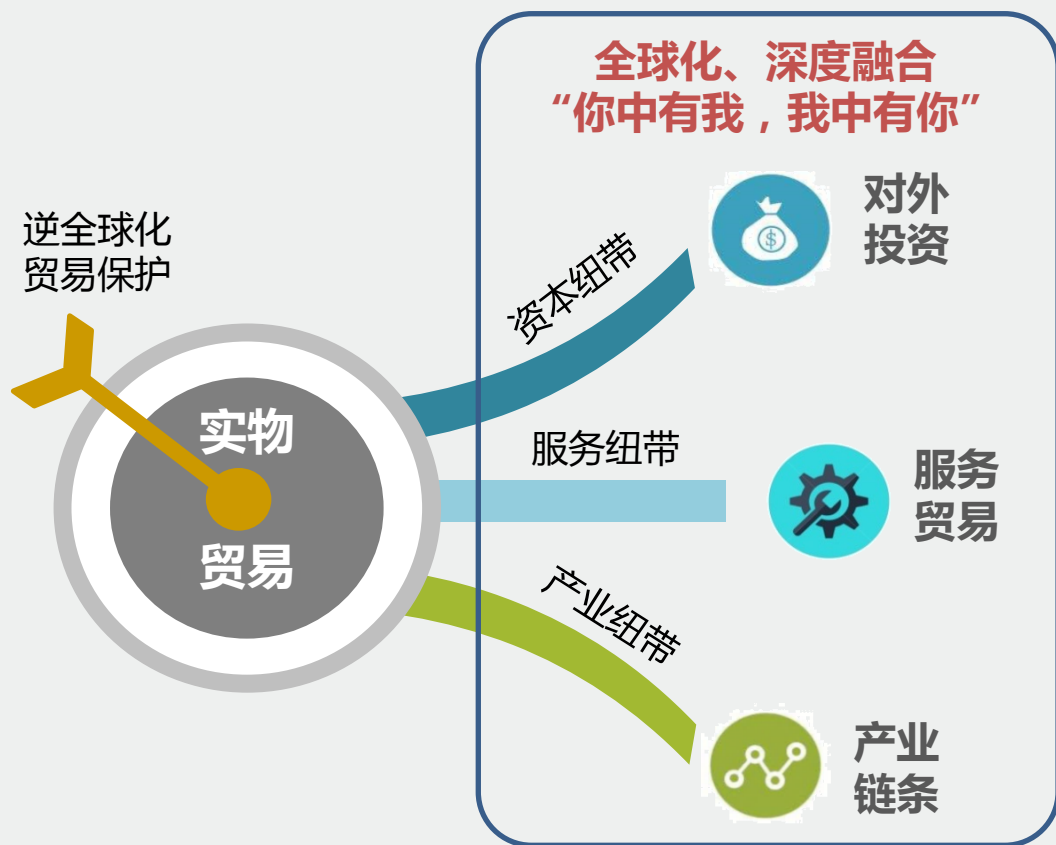 全球化、深度融合
“你中有我，我中有你”
逆全球化
贸易保护
实物
贸易
资本纽带
对外
投资
服务纽带
服务
贸易
产业纽带
产业
链条